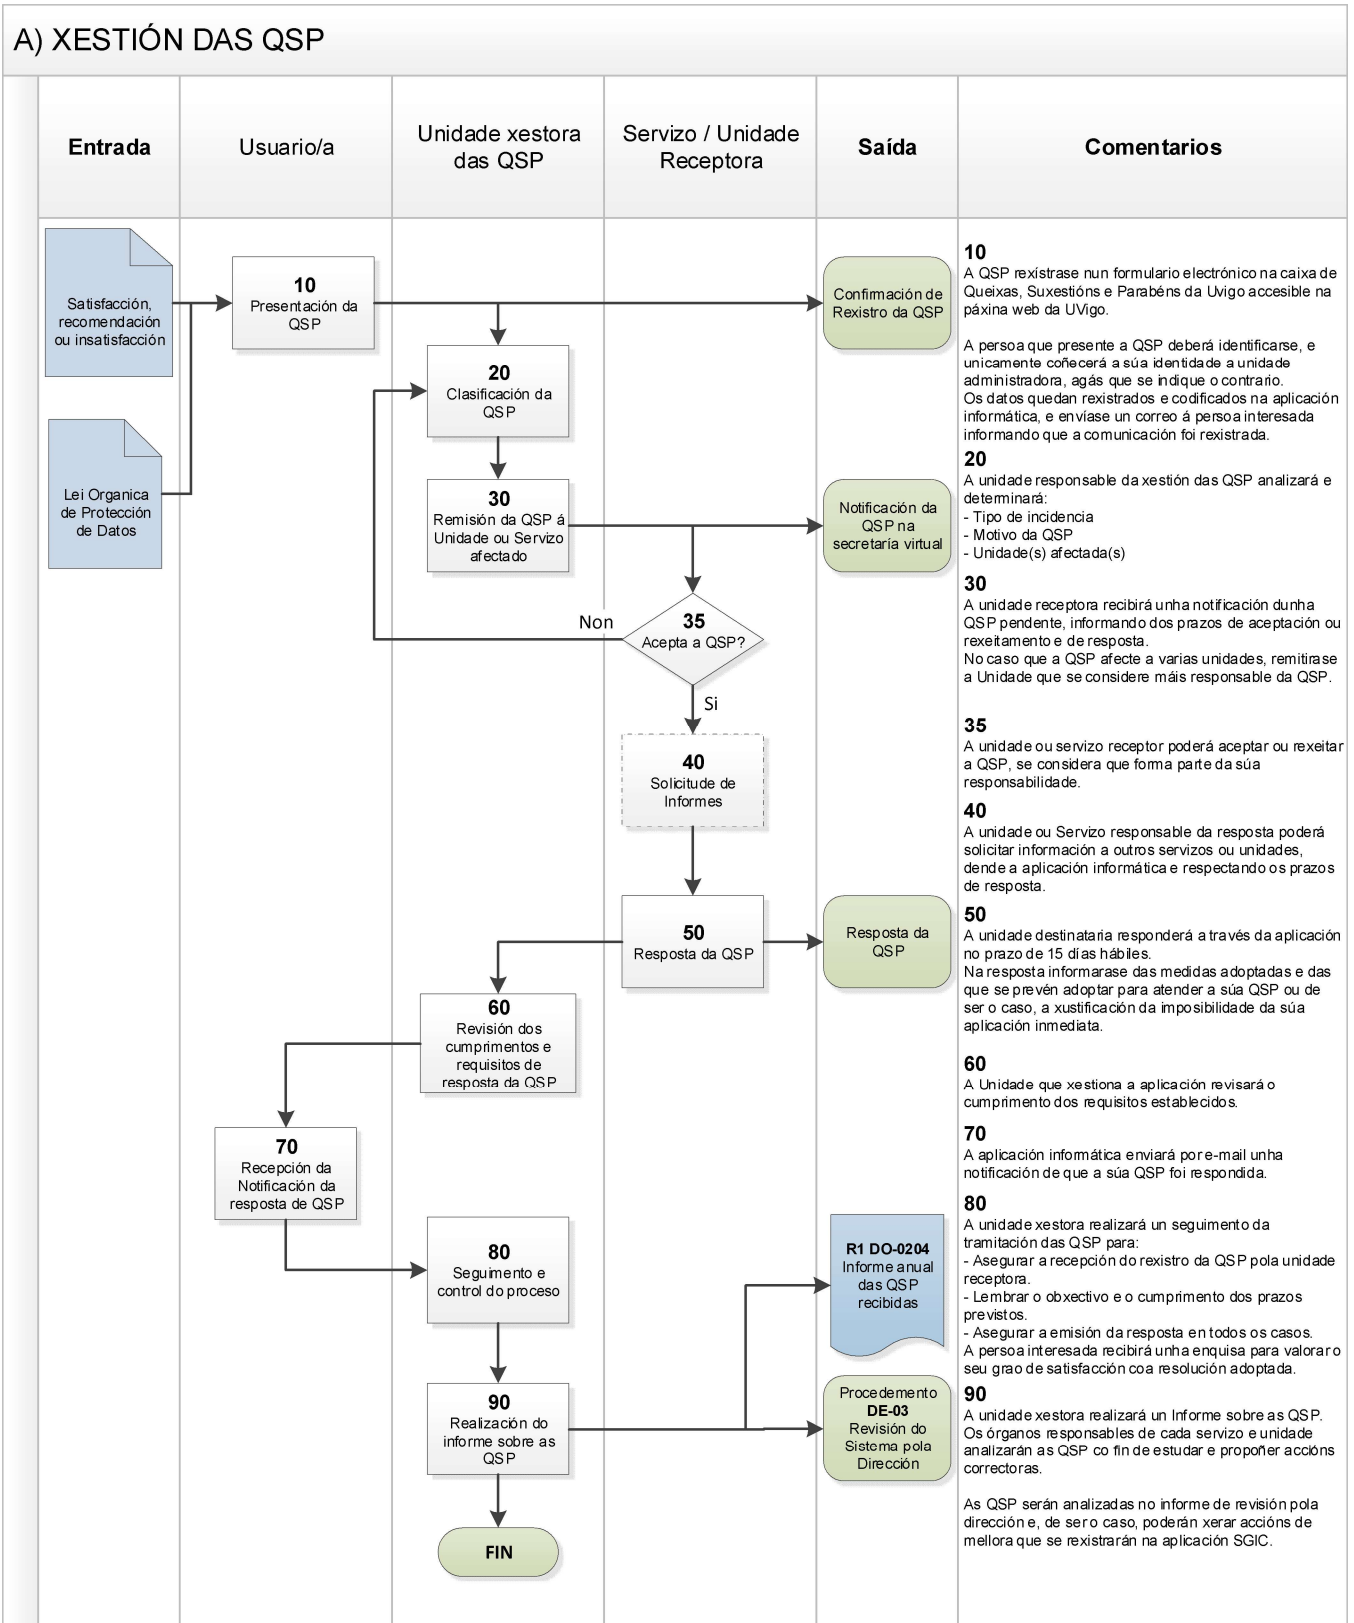 A) XESTIÓN DAS QSP
Entrada
Usuario/a
Unidade xestora
das QSP
Servizo / Unidade
Receptora
Saída
Comentarios
Satisfacción,
recomendación
ou insatisfacción
Lei Organica
de Protección
de Datos
10
Presentación da
QSP
20
Clasificación da
QSP
30
Remisión da QSP á
Unidade ou Servizo
afectado
35
Acepta a QSP?
Non
Si
40
Solicitude de
Informes
50
Resposta da QSP
60
Revisión dos
cumprimentos e
requisitos de
resposta da QSP
70
Recepción da
Notificación da
resposta de QSP
80
Seguimento e
control do proceso
90
Realización do
informe sobre as
QSP
FIN
Confirmación de
Rexistro da QSP
Notificación da
QSP na
secretaría virtual
Resposta da
QSP
R1 DO-0204
Informe anual
das QSP
recibidas
Procedemento
DE-03
Revisión do
Sistema pola
Dirección
10
A QSP rexístrase nun formulario electrónico na caixa de
Queixas, Suxestións e Parabéns da Uvigo accesible na
páxina web da UVigo.
A persoa que presente a QSP deberá identificarse, e
unicamente coñecerá a súa identidade a unidade
administradora, agás que se indique o contrario.
Os datos quedan rexistrados e codificados na aplicación
informática, e envíase un correo á persoa interesada
informando que a comunicación foi rexistrada.
20
A unidade responsable da xestión das QSP analizará e
determinará:
- Tipo de incidencia
- Motivo da QSP
- Unidade(s) afectada(s)
30
A unidade receptora recibirá unha notificación dunha
QSP pendente, informando dos prazos de aceptación ou
rexeitamento e de resposta.
No caso que a QSP afecte a varias unidades, remitirase
a Unidade que se considere máis responsable da QSP.
35
A unidade ou servizo receptor poderá aceptar ou rexeitar
a QSP, se considera que forma parte da súa
responsabilidade.
40
A unidade ou Servizo responsable da resposta poderá
solicitar información a outros servizos ou unidades,
dende a aplicación informática e respectando os prazos
de resposta.
50
A unidade destinataria responderá a través da aplicación
no prazo de 15 días hábiles.
Na resposta informarase das medidas adoptadas e das
que se prevén adoptar para atender a súa QSP ou de
ser o caso, a xustificación da imposibilidade da súa
aplicación inmediata.
60
A Unidade que xestiona a aplicación revisará o
cumprimento dos requisitos establecidos.
70
A aplicación informática enviará por e-mail unha
notificación de que a súa QSP foi respondida.
80
A unidade xestora realizará un seguimento da
tramitación das QSP para:
- Asegurar a recepción do rexistro da QSP pola unidade
receptora.
- Lembrar o obxectivo e o cumprimento dos prazos
previstos.
- Asegurar a emisión da resposta en todos os casos.
A persoa interesada recibirá unha enquisa para valorar o
seu grao de satisfacción coa resolución adoptada.
90
A unidade xestora realizará un Informe sobre as QSP.
Os órganos responsables de cada servizo e unidade
analizarán as QSP co fin de estudar e propoñer accións
correctoras.
As QSP serán analizadas no informe de revisión pola
dirección e, de ser o caso, poderán xerar accións de
mellora que se rexistrarán na aplicación SGIC.